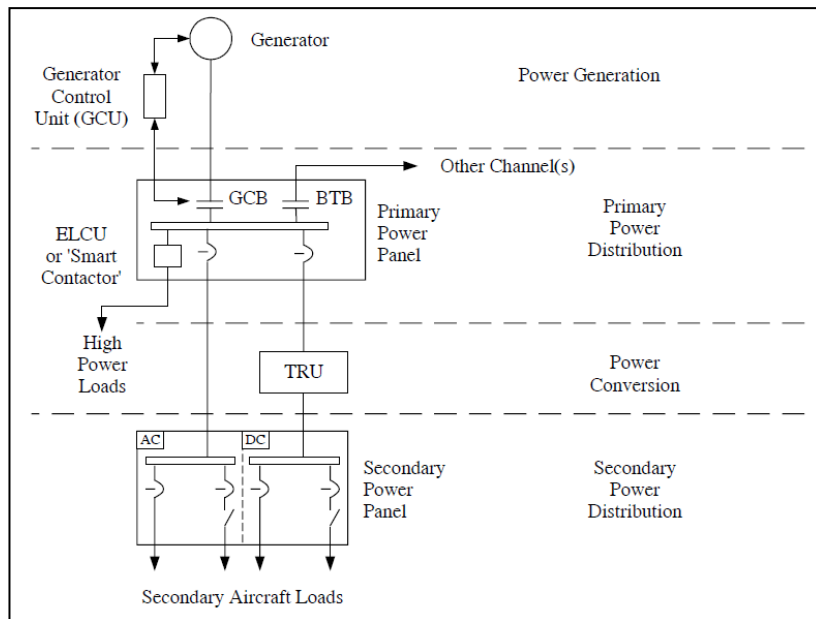 Generator
Generator
Control
Unit (GCU)
Power Generation
Other Channel(s)
GCB
BTB
Primary
Power
Panel
Primary
Power
Distribution
ELCU
or 'Smart
Contactor'
High
Power
Loads
TRU
Power
Conversion
AC
DC
Secondary
Power
Panel
Secondary
Power
Distribution
Secondary Aircraft Loads